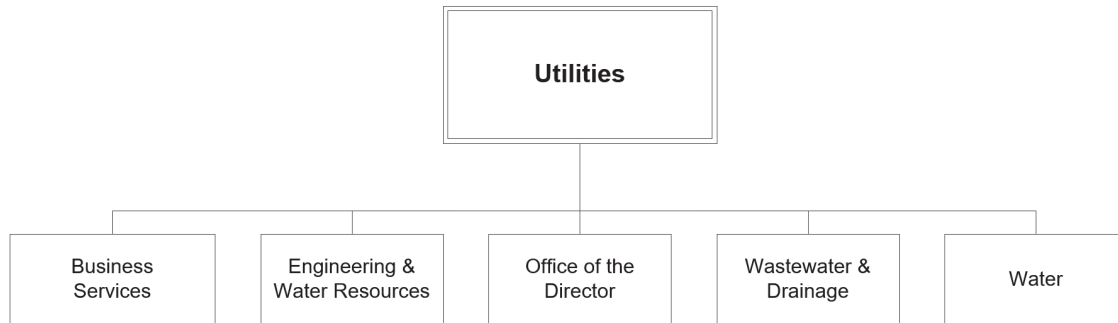 Utilities
Business
Services
Engineering &
Water Resources
Office of the
Director
Wastewater &
Drainage
Water